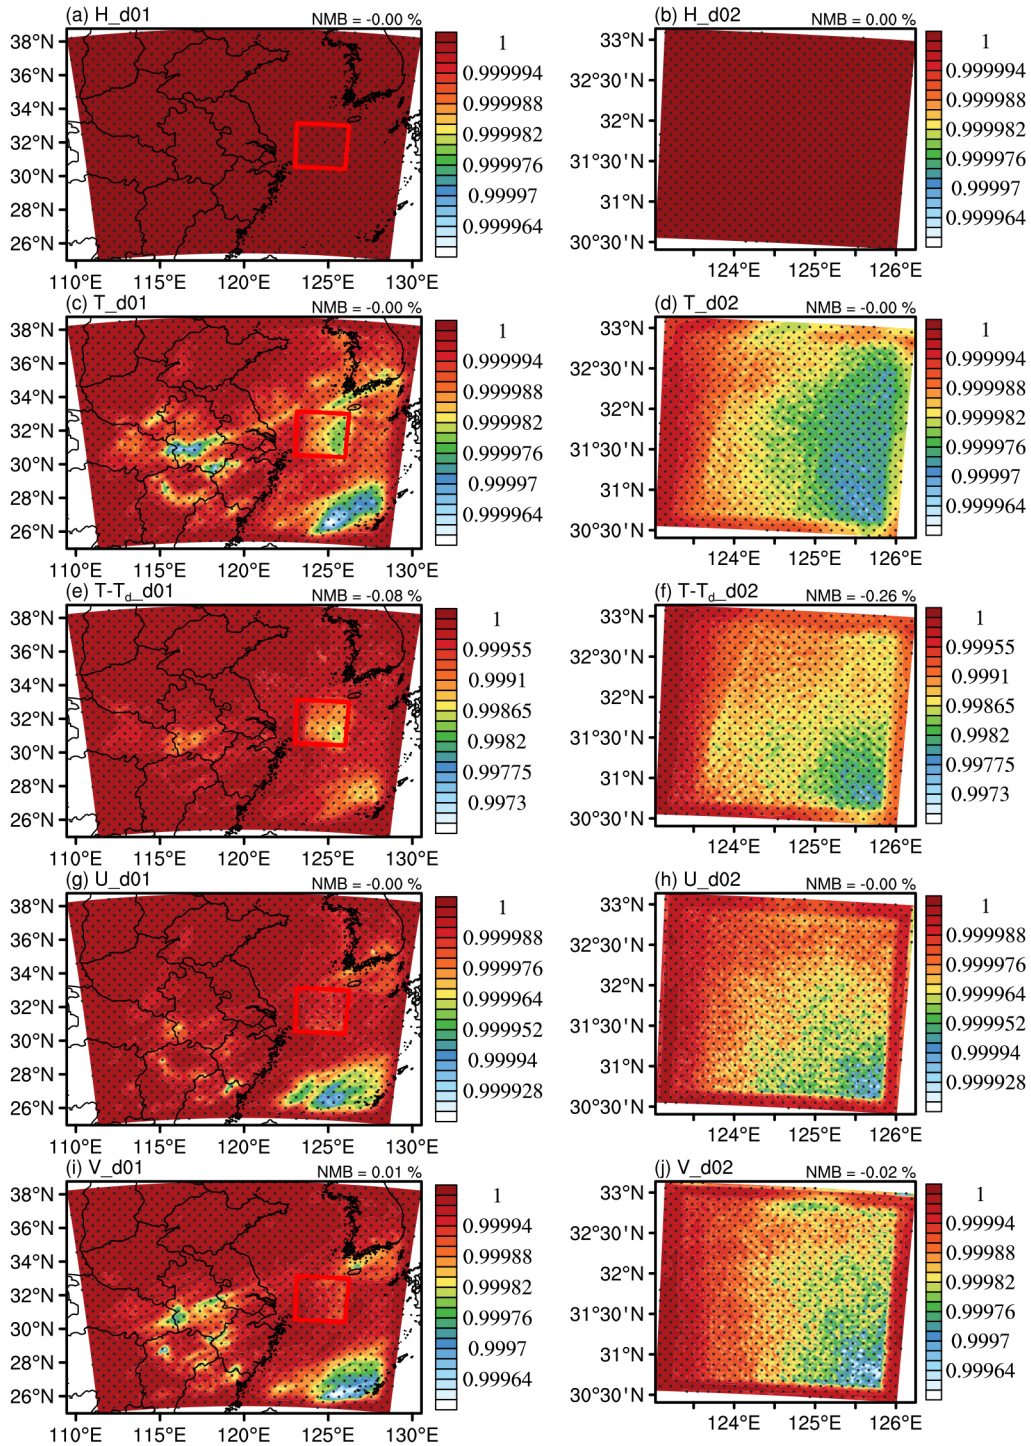 (a) H_d01 NMB = -0.00 %
38°N
36°N
34°N
32°N
30°N
28°N
26°N
110°E 115°E 120°E 125°E 130°E
1
0.999994
0.999988
0.999982
0.999976
0.99997
0.999964
(b) H_d02 NMB = 0.00 %
33°N
32°30'N
32°N
31°30'N
31°N
30°30'N
124°E 125°E 126°E
1
0.999994
0.999988
0.999982
0.999976
0.99997
0.999964
(c) T_d01 NMB = -0.00 %
38°N
36°N
34°N
32°N
30°N
28°N
26°N
110°E 115°E 120°E 125°E 130°E
1
0.999994
0.999988
0.999982
0.999976
0.99997
0.999964
(d) T_d02 NMB = -0.00 %
33°N
32°30'N
32°N
31°30'N
31°N
30°30'N
124°E 125°E 126°E
1
0.999994
0.999988
0.999982
0.999976
0.99997
0.999964
(e) T-Td_d01 NMB = -0.08 %
38°N
36°N
34°N
32°N
30°N
28°N
26°N
110°E 115°E 120°E 125°E 130°E
1
0.99955
0.9991
0.99865
0.9982
0.99775
0.9973
(f) T-Td_d02 NMB = -0.26 %
33°N
32°30'N
32°N
31°30'N
31°N
30°30'N
124°E 125°E 126°E
1
0.99955
0.9991
0.99865
0.9982
0.99775
0.9973
(g) U_d01 NMB = -0.00 %
38°N
36°N
34°N
32°N
30°N
28°N
26°N
110°E 115°E 120°E 125°E 130°E
1
0.999988
0.999976
0.999964
0.999952
0.99994
0.999928
(h) U_d02 NMB = -0.00 %
33°N
32°30'N
32°N
31°30'N
31°N
30°30'N
124°E 125°E 126°E
1
0.999988
0.999976
0.999964
0.999952
0.99994
0.999928
(i) V_d01 NMB = 0.01 %
38°N
36°N
34°N
32°N
30°N
28°N
26°N
110°E 115°E 120°E 125°E 130°E
1
0.99994
0.99988
0.99982
0.99976
0.9997
0.99964
(j) V_d02 NMB = -0.02 %
33°N
32°30'N
32°N
31°30'N
31°N
30°30'N
124°E 125°E 126°E
1
0.99994
0.99988
0.99982
0.99976
0.9997
0.99964